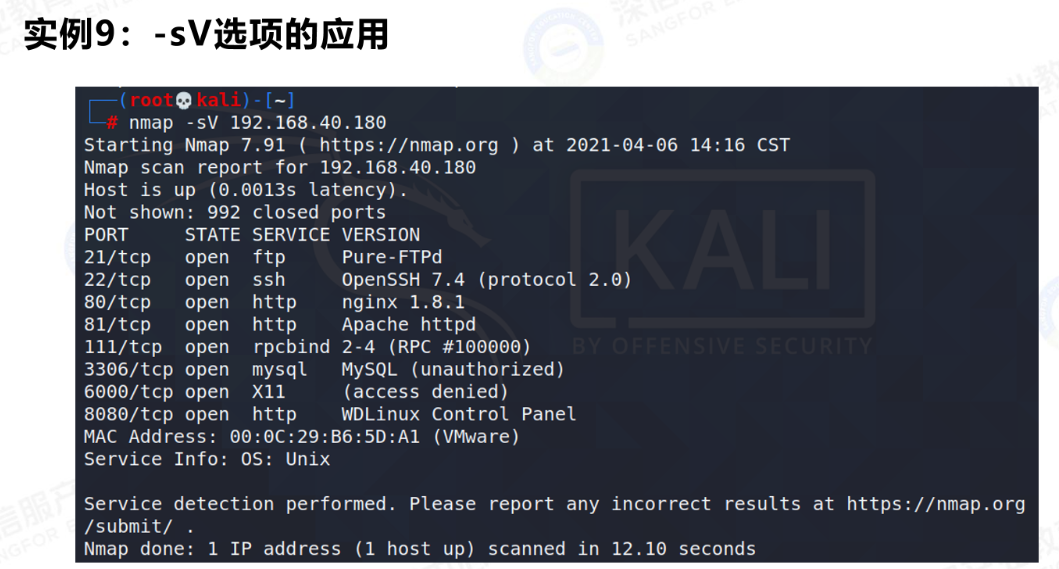 实例9：-sV选项的应用
(root💀kali)-[~]
# nmap -sV 192.168.40.180
Starting Nmap 7.91 ( https://nmap.org ) at 2021-04-06 14:16 CST
Nmap scan report for 192.168.40.180
Host is up (0.0013s latency).
Not shown: 992 closed ports
PORT     STATE SERVICE VERSION
21/tcp   open  ftp     Pure-FTPd
22/tcp   open  ssh     OpenSSH 7.4 (protocol 2.0)
80/tcp   open  http    nginx 1.8.1
81/tcp   open  http    Apache httpd
111/tcp  open  rpcbind 2-4 (RPC #100000)
3306/tcp open  mysql   MySQL (unauthorized)
6000/tcp open  X11     (access denied)
8080/tcp open  http    WDLinux Control Panel
MAC Address: 00:0C:29:B6:5D:A1 (VMware)
Service Info: OS: Unix
Service detection performed. Please report any incorrect results at https://nmap.org
/submit/ .
Nmap done: 1 IP address (1 host up) scanned in 12.10 seconds
KALI
BY OFFENSIVE SECURITY